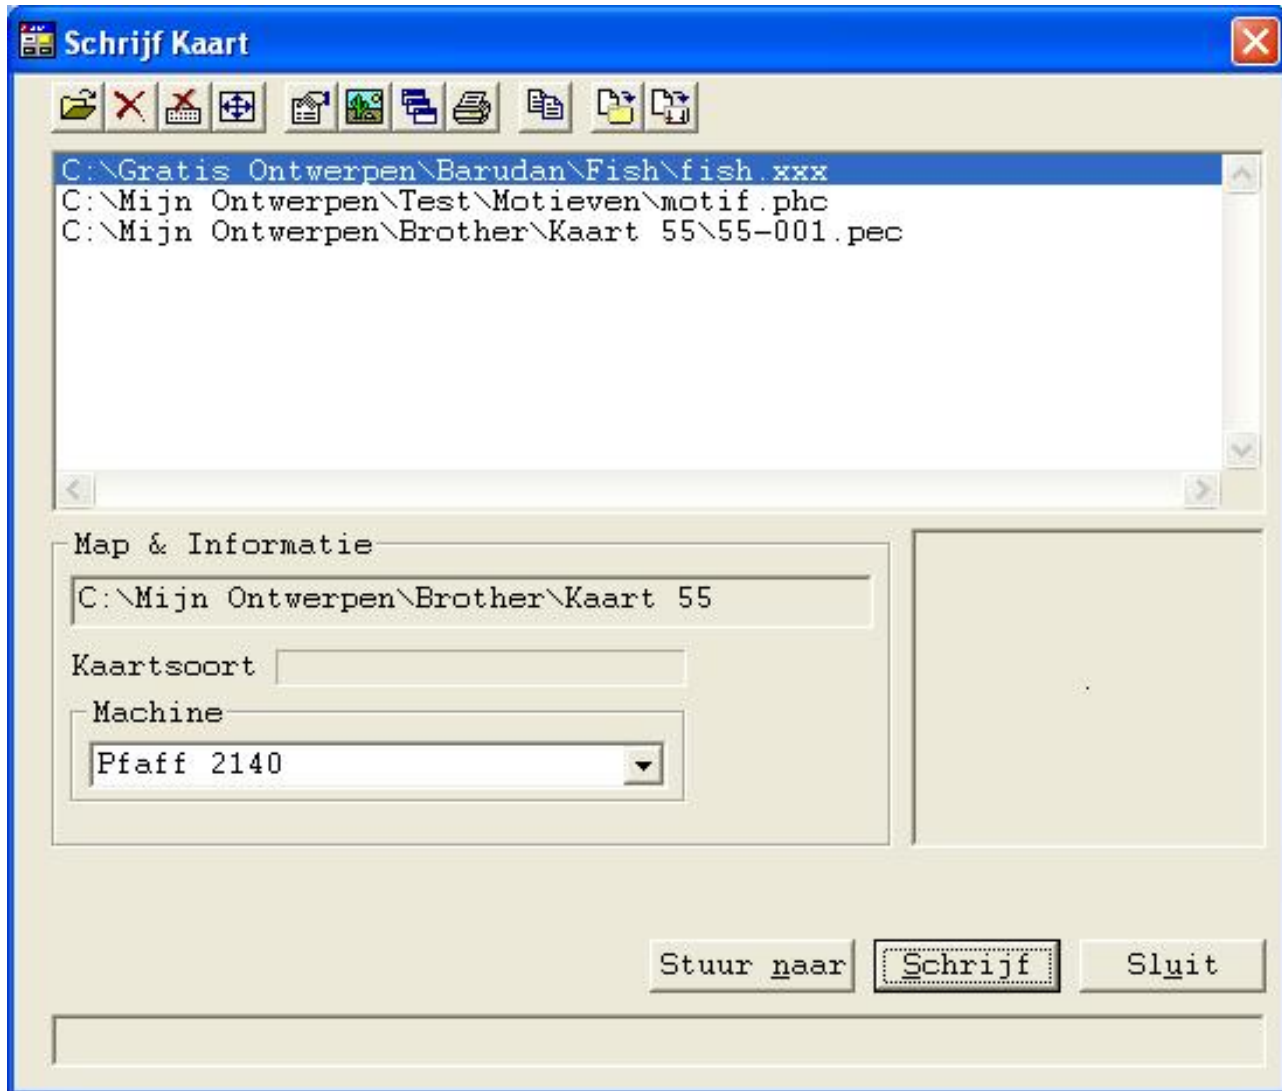 Schrijf Kaart
C:\Gratis Ontwerpen\Barudan\Fish\fish.xxx
C:\Mijn Ontwerpen\Test\Motieven\motif.phc
C:\Mijn Ontwerpen\Brother\Kaart 55\55-001.pec
Map & Informatie
C:\Mijn Ontwerpen\Brother\Kaart 55
Kaartsoort
Machine
Pfaff 2140
Stuur naar Schrijf Sluit